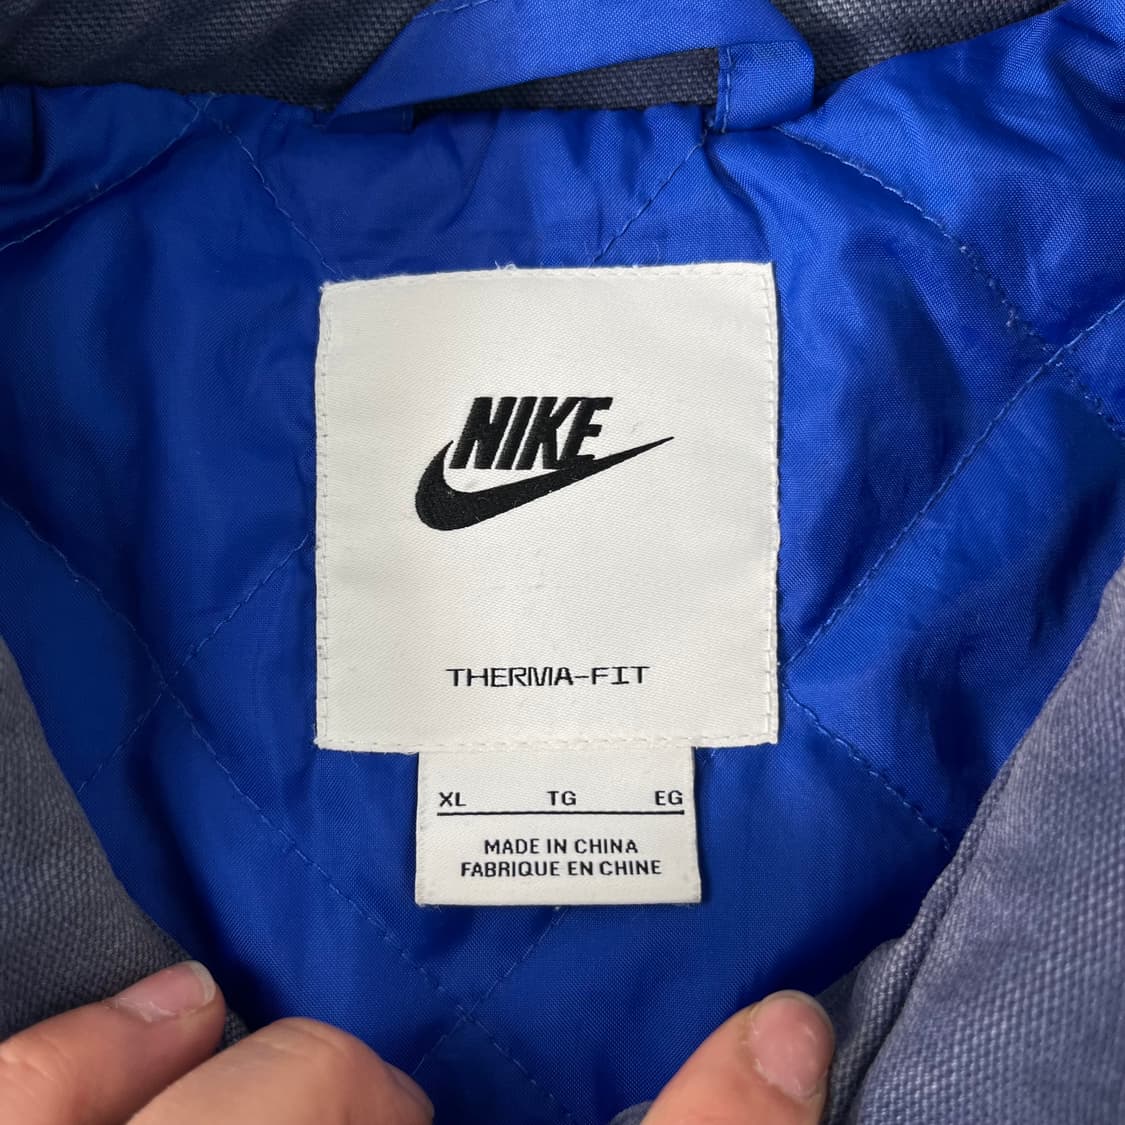 NIKE
THERMA-FIT
XL TG EG
MADE IN CHINA
FABRIQUE EN CHINE